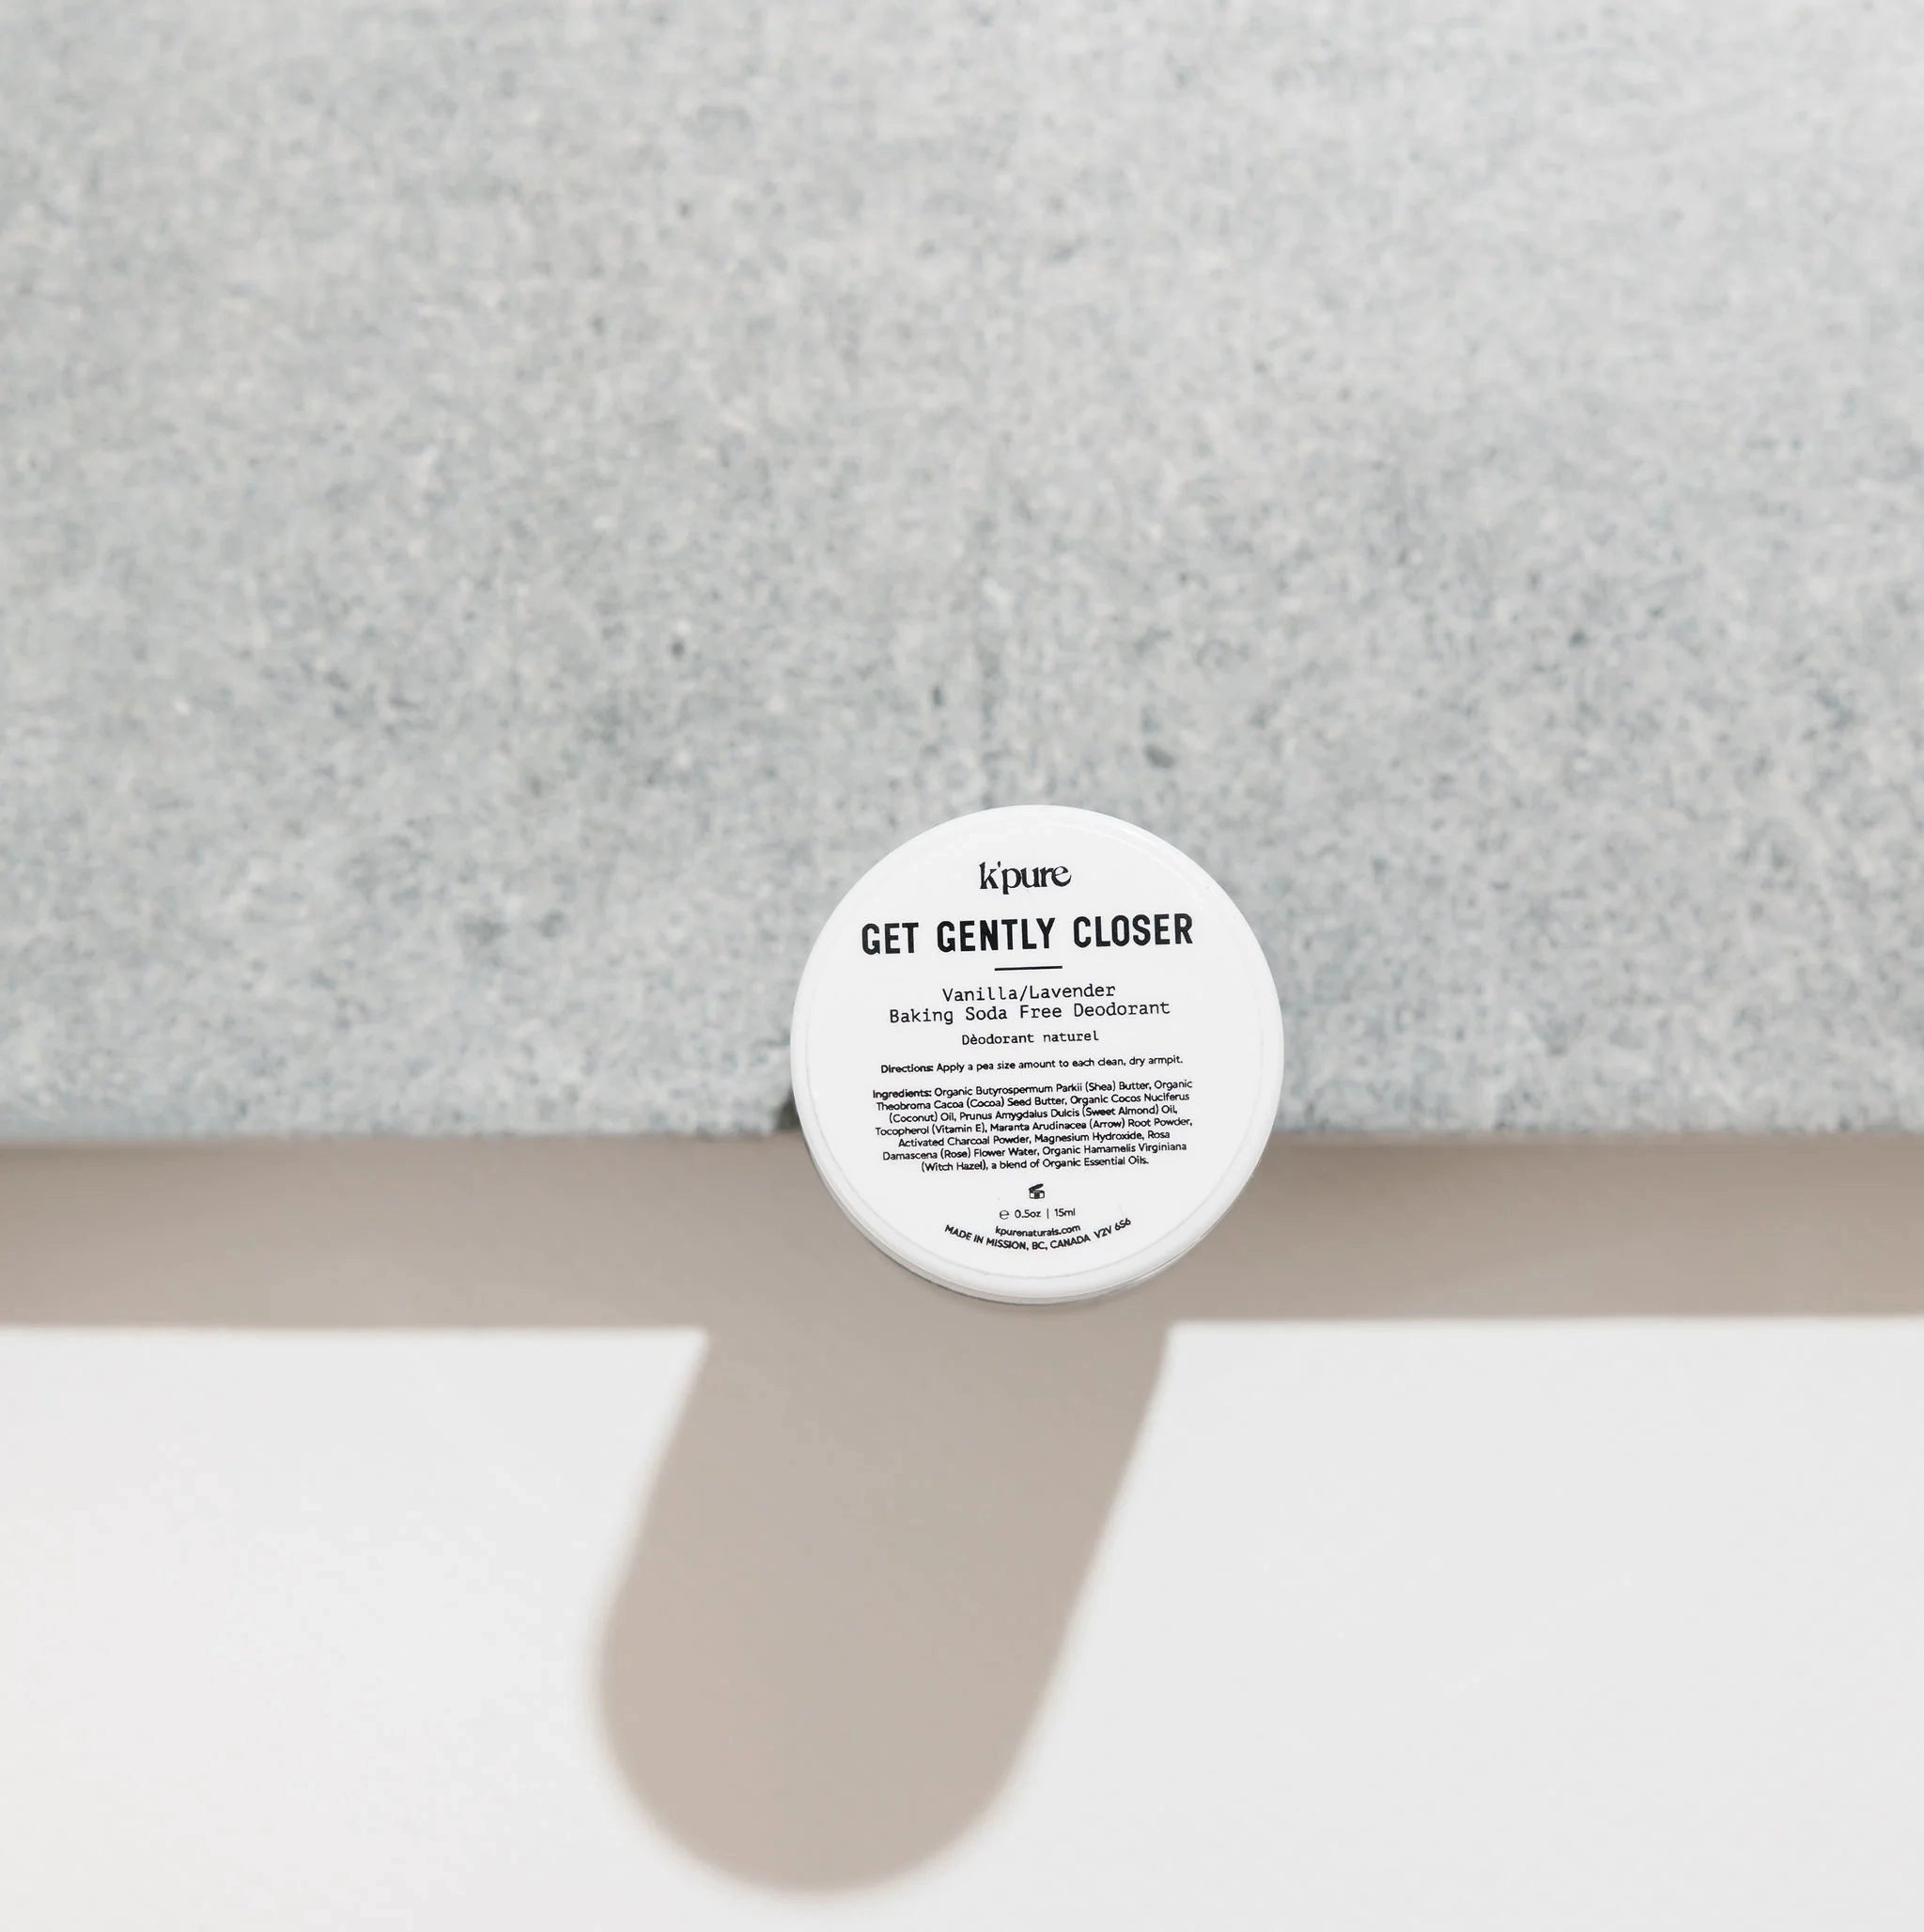 k'pure
GET GENTLY CLOSER
Vanilla/Lavender
Baking Soda Free Deodorant
Dèodorant naturel
Directions: Apply a pea size amount to each clean, dry armpit.
Ingredients: Organic Butyrospermum Parkii (Shea) Butter, Organic
Theobroma Cacoa (Cocoa) Seed Butter, Organic Cocos Nuciferus
(Coconut) Oil, Prunus Amygdalus Dulcis (Sweet Almond) Oil,
Tocopherol (Vitamin E), Maranta Arudinacea (Arrow) Root Powder,
Activated Charcoal Powder, Magnesium Hydroxide, Rosa
Damascena (Rose) Flower Water, Organic Hamamelis Virginiana
(Witch Hazel), a blend of Organic Essential Oils.
℮ 0.5oz | 15ml
kpurenaturals.com
MADE IN MISSION, BC, CANADA V2V 6S6